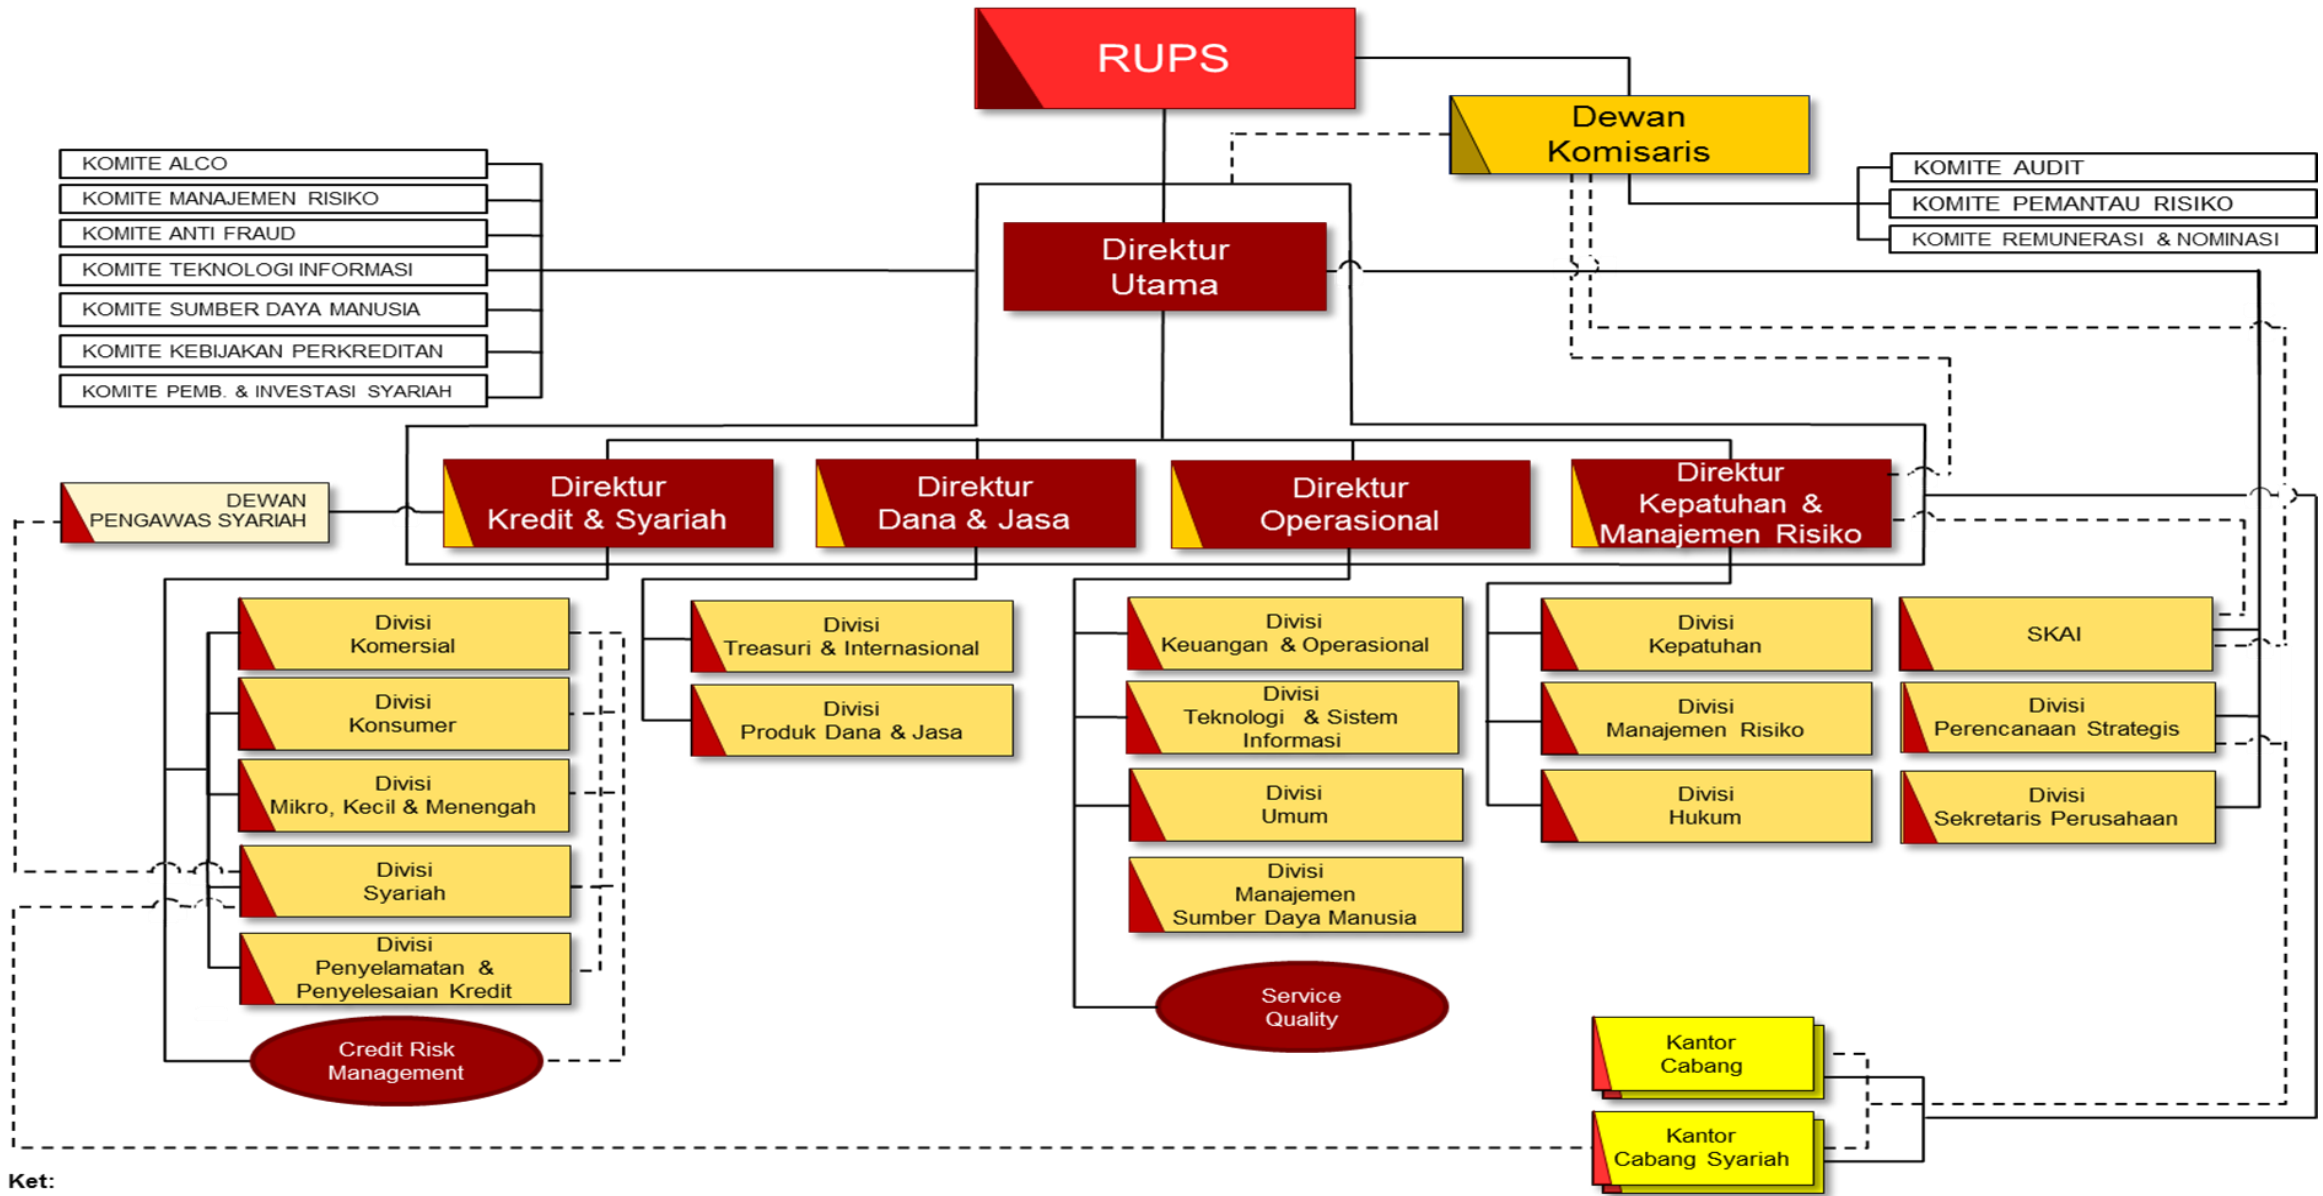 RUPS
Dewan
Komisaris
KOMITE ALCO
KOMITE MANAJEMEN RISIKO
KOMITE ANTI FRAUD
KOMITE TEKNOLOGI INFORMASI
KOMITE SUMBER DAYA MANUSIA
KOMITE KEBIJAKAN PERKREDITAN
KOMITE PEMB. & INVESTASI SYARIAH
KOMITE AUDIT
KOMITE PEMANTAU RISIKO
KOMITE REMUNERASI & NOMINASI
Direktur
Utama
DEWAN
PENGAWAS SYARIAH
Direktur
Kredit & Syariah
Direktur
Dana & Jasa
Direktur
Operasional
Direktur
Kepatuhan &
Manajemen Risiko
Divisi
Komersial
Divisi
Konsumer
Divisi
Mikro, Kecil & Menengah
Divisi
Syariah
Divisi
Penyelamatan &
Penyelesaian Kredit
Credit Risk
Management
Divisi
Treasuri & Internasional
Divisi
Produk Dana & Jasa
Divisi
Keuangan & Operasional
Divisi
Teknologi & Sistem
Informasi
Divisi
Umum
Divisi
Manajemen
Sumber Daya Manusia
Service
Quality
Divisi
Kepatuhan
Divisi
Manajemen Risiko
Divisi
Hukum
SKAI
Divisi
Perencanaan Strategis
Divisi
Sekretaris Perusahaan
Kantor
Cabang
Kantor
Cabang Syariah
Ket: